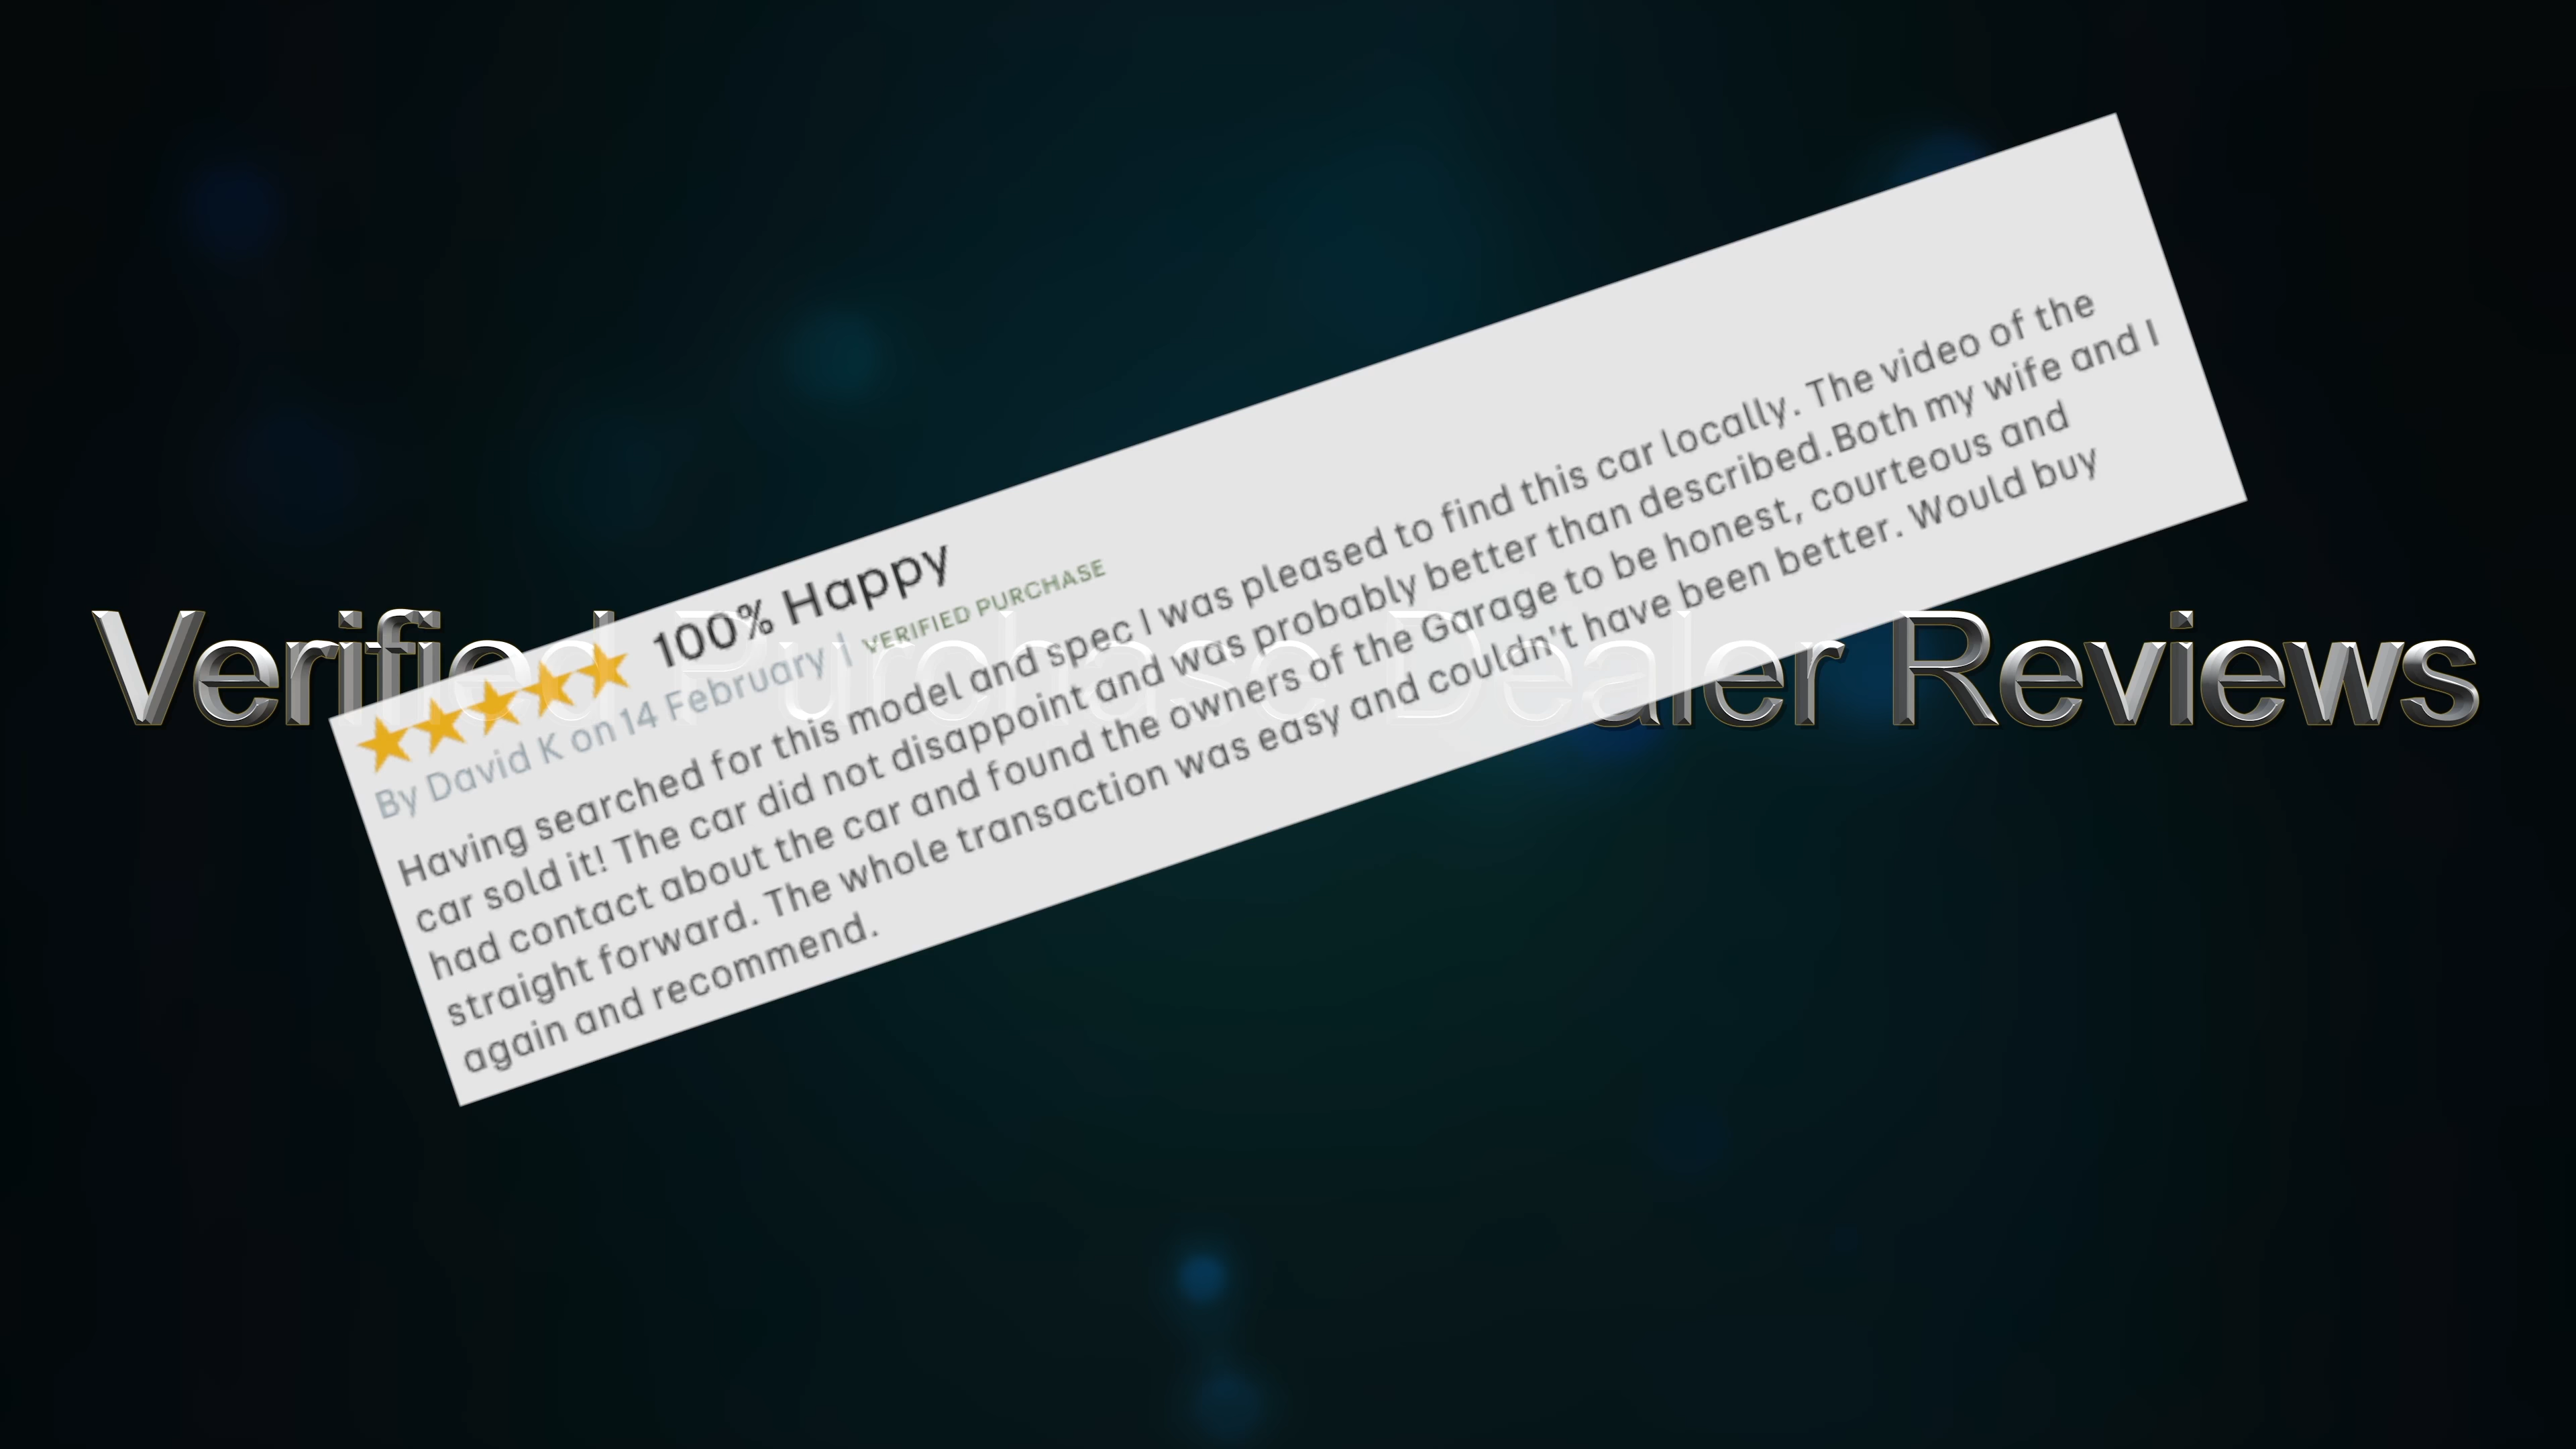 Verified Purchase Dealer Reviews
100% Happy
By David K on 14 February | VERIFIED PURCHASE
Having searched for this model and spec I was pleased to find this car locally. The video of the
car sold it! The car did not disappoint and was probably better than described.Both my wife and I
had contact about the car and found the owners of the Garage to be honest, courteous and
straight forward. The whole transaction was easy and couldn't have been better. Would buy
again and recommend.